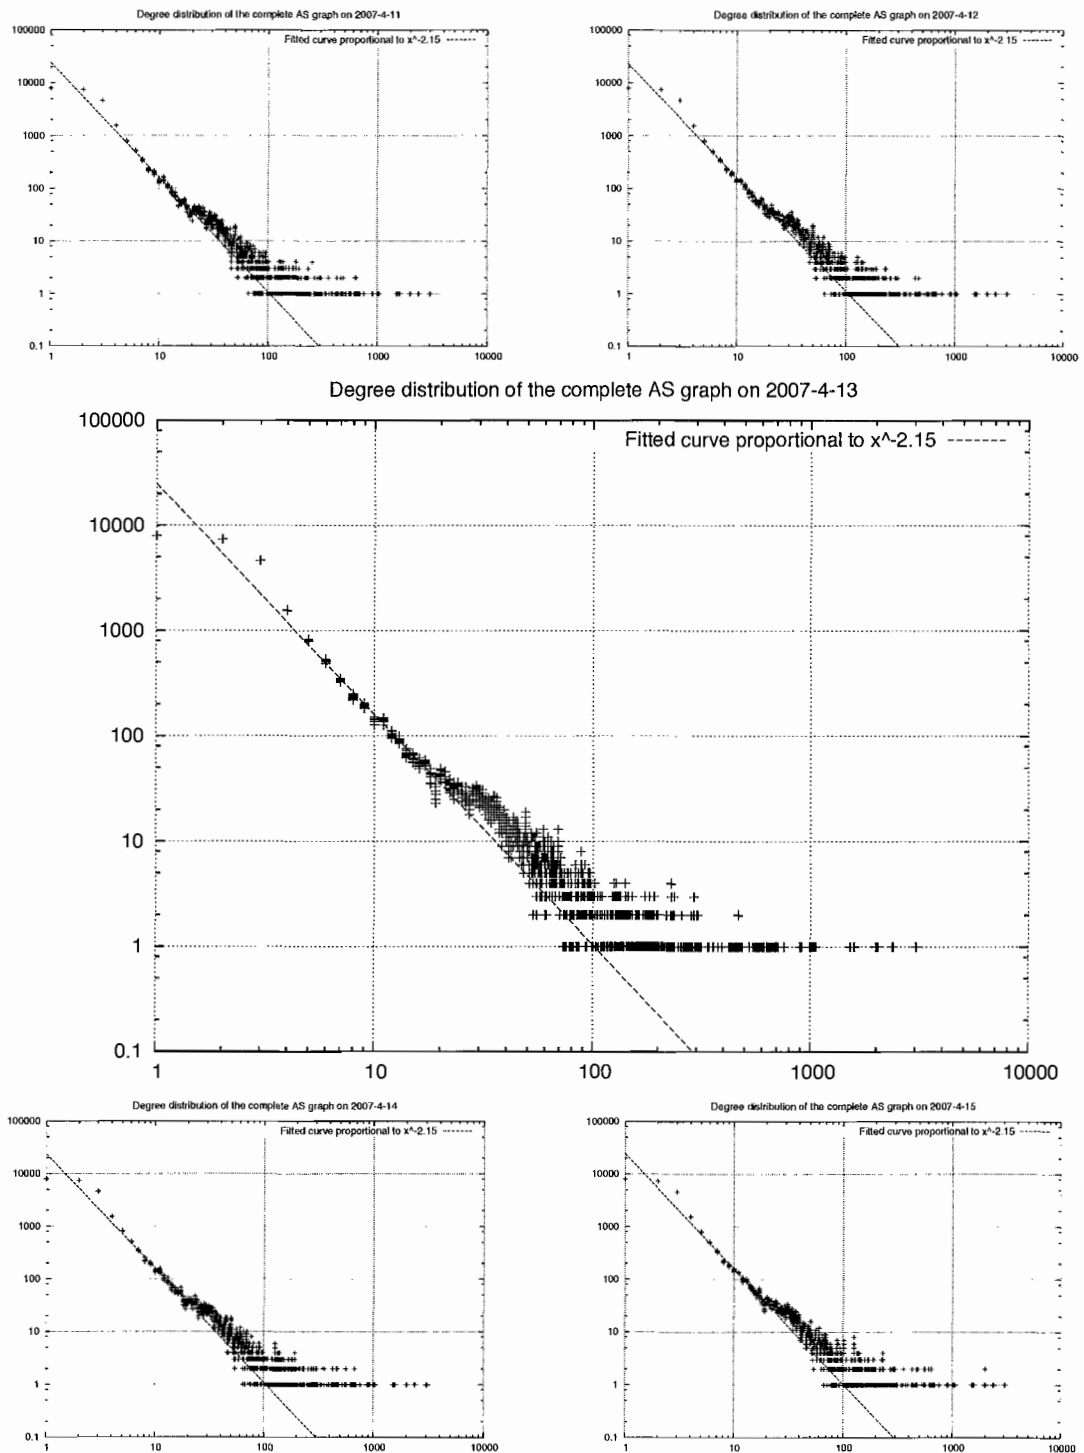 Degree distribution of the complete AS graph on 2007-4-11
Fitted curve proportional to x^-2.15
100000
10000
1000
100
10
1
0.1
1 10 100 1000 10000
Degree distribution of the complete AS graph on 2007-4-12
Fitted curve proportional to x^-2.15
100000
10000
1000
100
10
1
0.1
1 10 100 1000 10000
Degree distribution of the complete AS graph on 2007-4-13
Fitted curve proportional to x^-2.15
100000
10000
1000
100
10
1
0.1
1 10 100 1000 10000
Degree distribution of the complete AS graph on 2007-4-14
Fitted curve proportional to x^-2.15
100000
10000
1000
100
10
1
0.1
1 10 100 1000 10000
Degree distribution of the complete AS graph on 2007-4-15
Fitted curve proportional to x^-2.15
100000
10000
1000
100
10
1
0.1
1 10 100 1000 10000